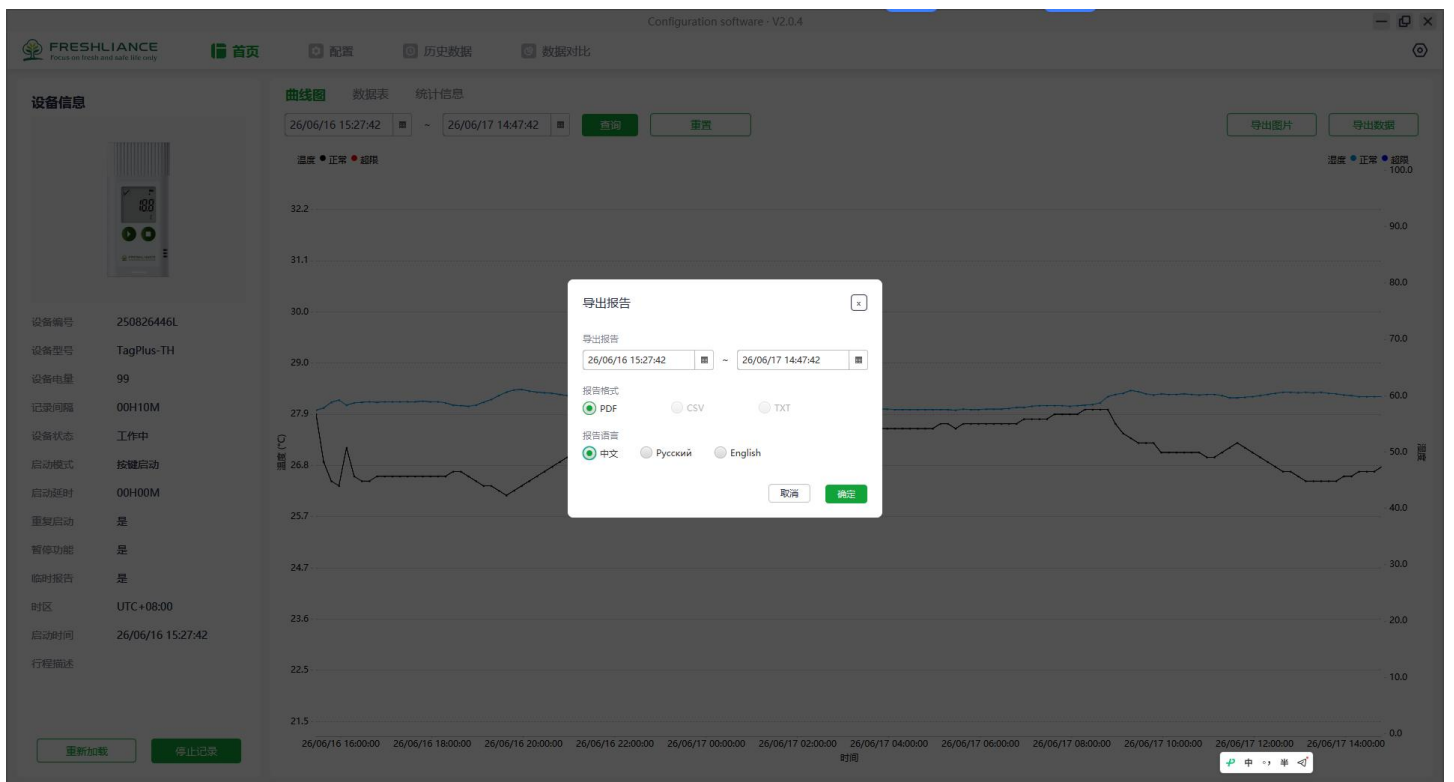 Configuration software · V2.0.4
FRESHLIANCE
Focus on fresh and safe life only
首页
配置
历史数据
数据对比
设备信息
曲线图 数据表 统计信息
26/06/16 15:27:42 ~ 26/06/17 14:47:42 查询 重置 导出图片 导出数据
温度 正常 超限
湿度 正常 超限
18.8
FRESHLIANCE
设备编号 250826446L
设备型号 TagPlus-TH
设备电量 99
记录间隔 00H10M
设备状态 工作中
启动模式 按键启动
启动延时 00H00M
重复启动 是
暂停功能 是
临时报告 是
时区 UTC+08:00
启动时间 26/06/16 15:27:42
行程描述
重新加载 停止记录
32.2
31.1
30.0
29.0
27.9
26.8
25.7
24.7
23.6
22.5
21.5
温度 (°C)
导出报告 x
导出报告
26/06/16 15:27:42 ~ 26/06/17 14:47:42
报告格式
PDF CSV TXT
报告语言
中文 Русский English
取消 确定
100.0
90.0
80.0
70.0
60.0
50.0
40.0
30.0
20.0
10.0
0.0
湿度
26/06/16 16:00:00 26/06/16 18:00:00 26/06/16 20:00:00 26/06/16 22:00:00 26/06/17 00:00:00 26/06/17 02:00:00 26/06/17 04:00:00 26/06/17 06:00:00 26/06/17 08:00:00 26/06/17 10:00:00 26/06/17 12:00:00 26/06/17 14:00:00
时间
中 半